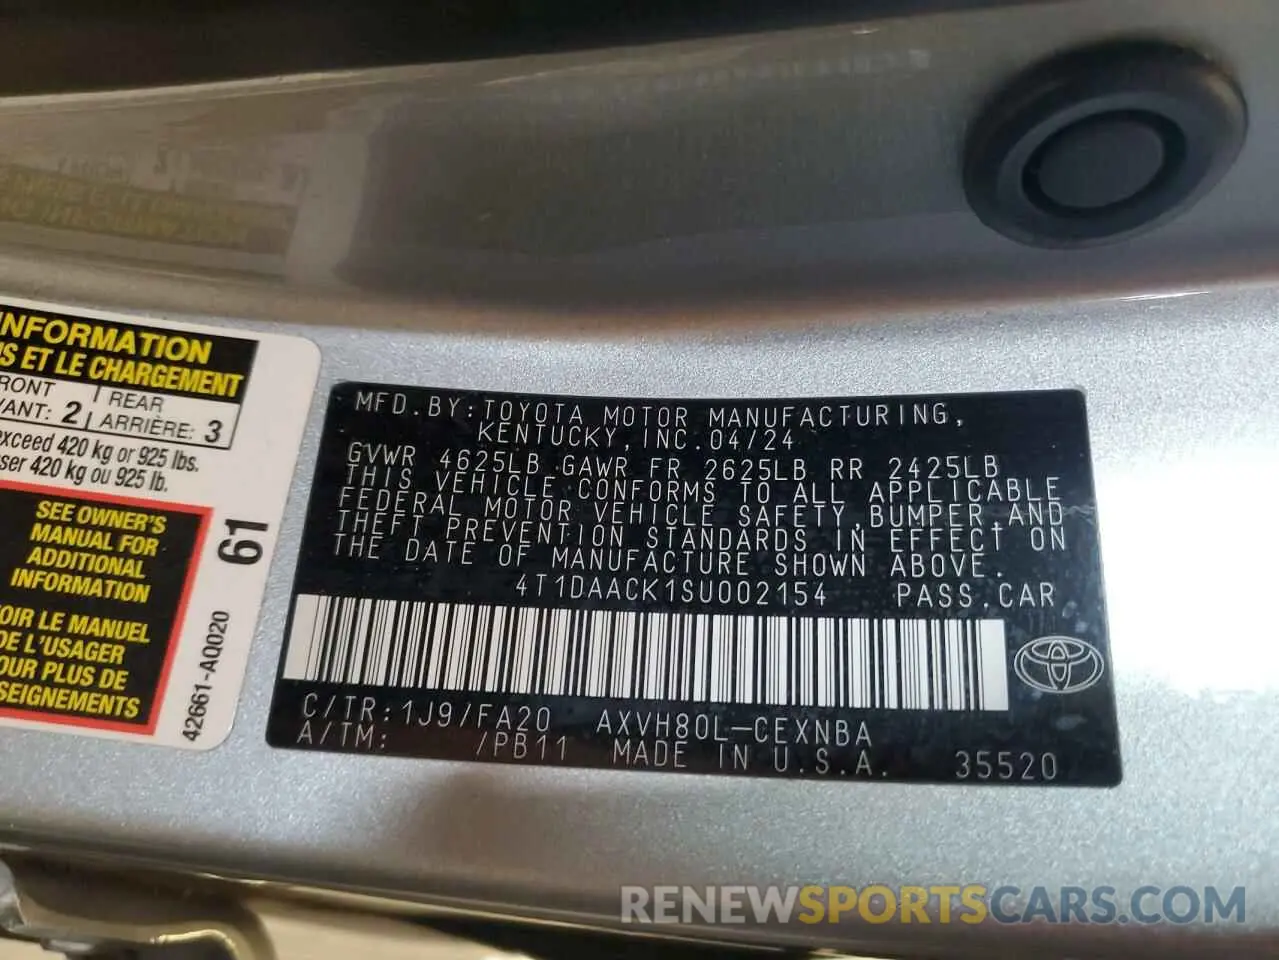 INFORMATION
S ET LE CHARGEMENT
RONT
VANT: 2
REAR
ARRIÈRE: 3
exceed 420 kg or 925 lbs.
ser 420 kg ou 925 lb.
SEE OWNER'S
MANUAL FOR
ADDITIONAL
INFORMATION
OIR LE MANUEL
DE L'USAGER
OUR PLUS DE
SEIGNEMENTS
61
42661-AQ020
MFD.BY:TOYOTA MOTOR MANUFACTURING,
KENTUCKY,INC.04/24
GVWR 4625LB GAWR FR 2625LB RR 2425LB
THIS VEHICLE CONFORMS TO ALL APPLICABLE
FEDERAL MOTOR VEHICLE SAFETY,BUMPER,AND
THEFT PREVENTION STANDARDS IN EFFECT ON
THE DATE OF MANUFACTURE SHOWN ABOVE.
4T1DAACK1SU002154 PASS.CAR
C/TR:1J9/FA20 AXVH80L-CEXNBA
A/TM: /PB11 MADE IN U.S.A. 35520
RENEWSPORTSCARS.COM